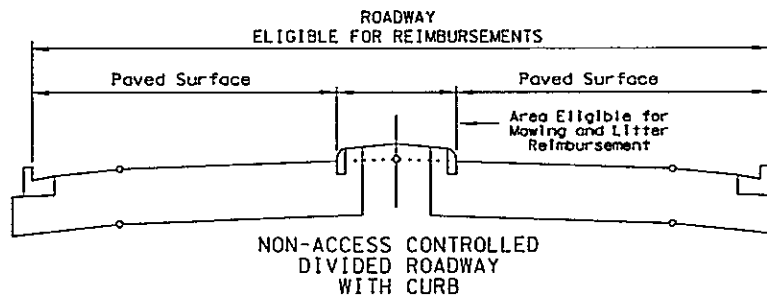 ROADWAY
ELIGIBLE FOR REIMBURSEMENTS
Paved Surface
Paved Surface
Area Eligible for
Mowing and Litter
Reimbursement
NON-ACCESS CONTROLLED
DIVIDED ROADWAY
WITH CURB